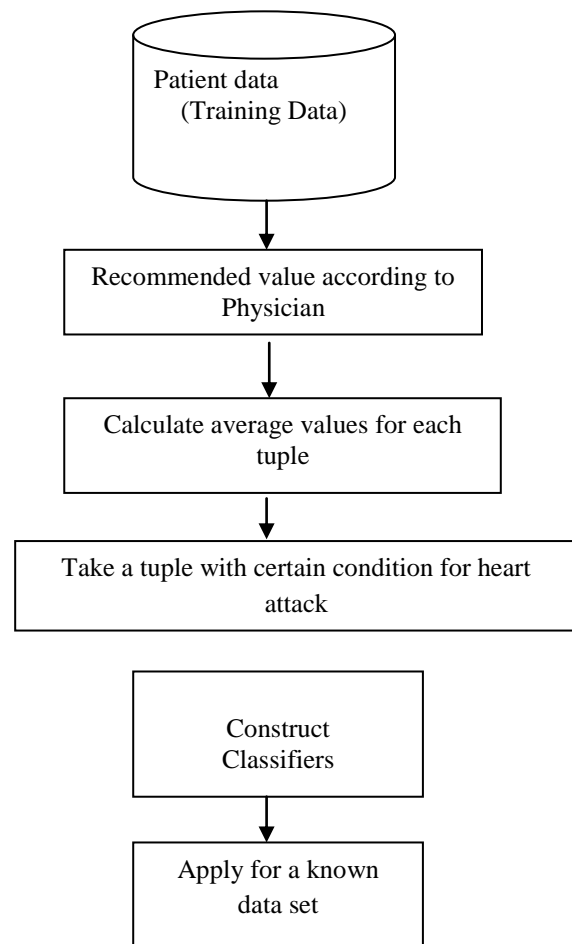 Patient data
(Training Data)
Recommended value according to
Physician
Calculate average values for each
tuple
Take a tuple with certain condition for heart
attack
Construct
Classifiers
Apply for a known
data set